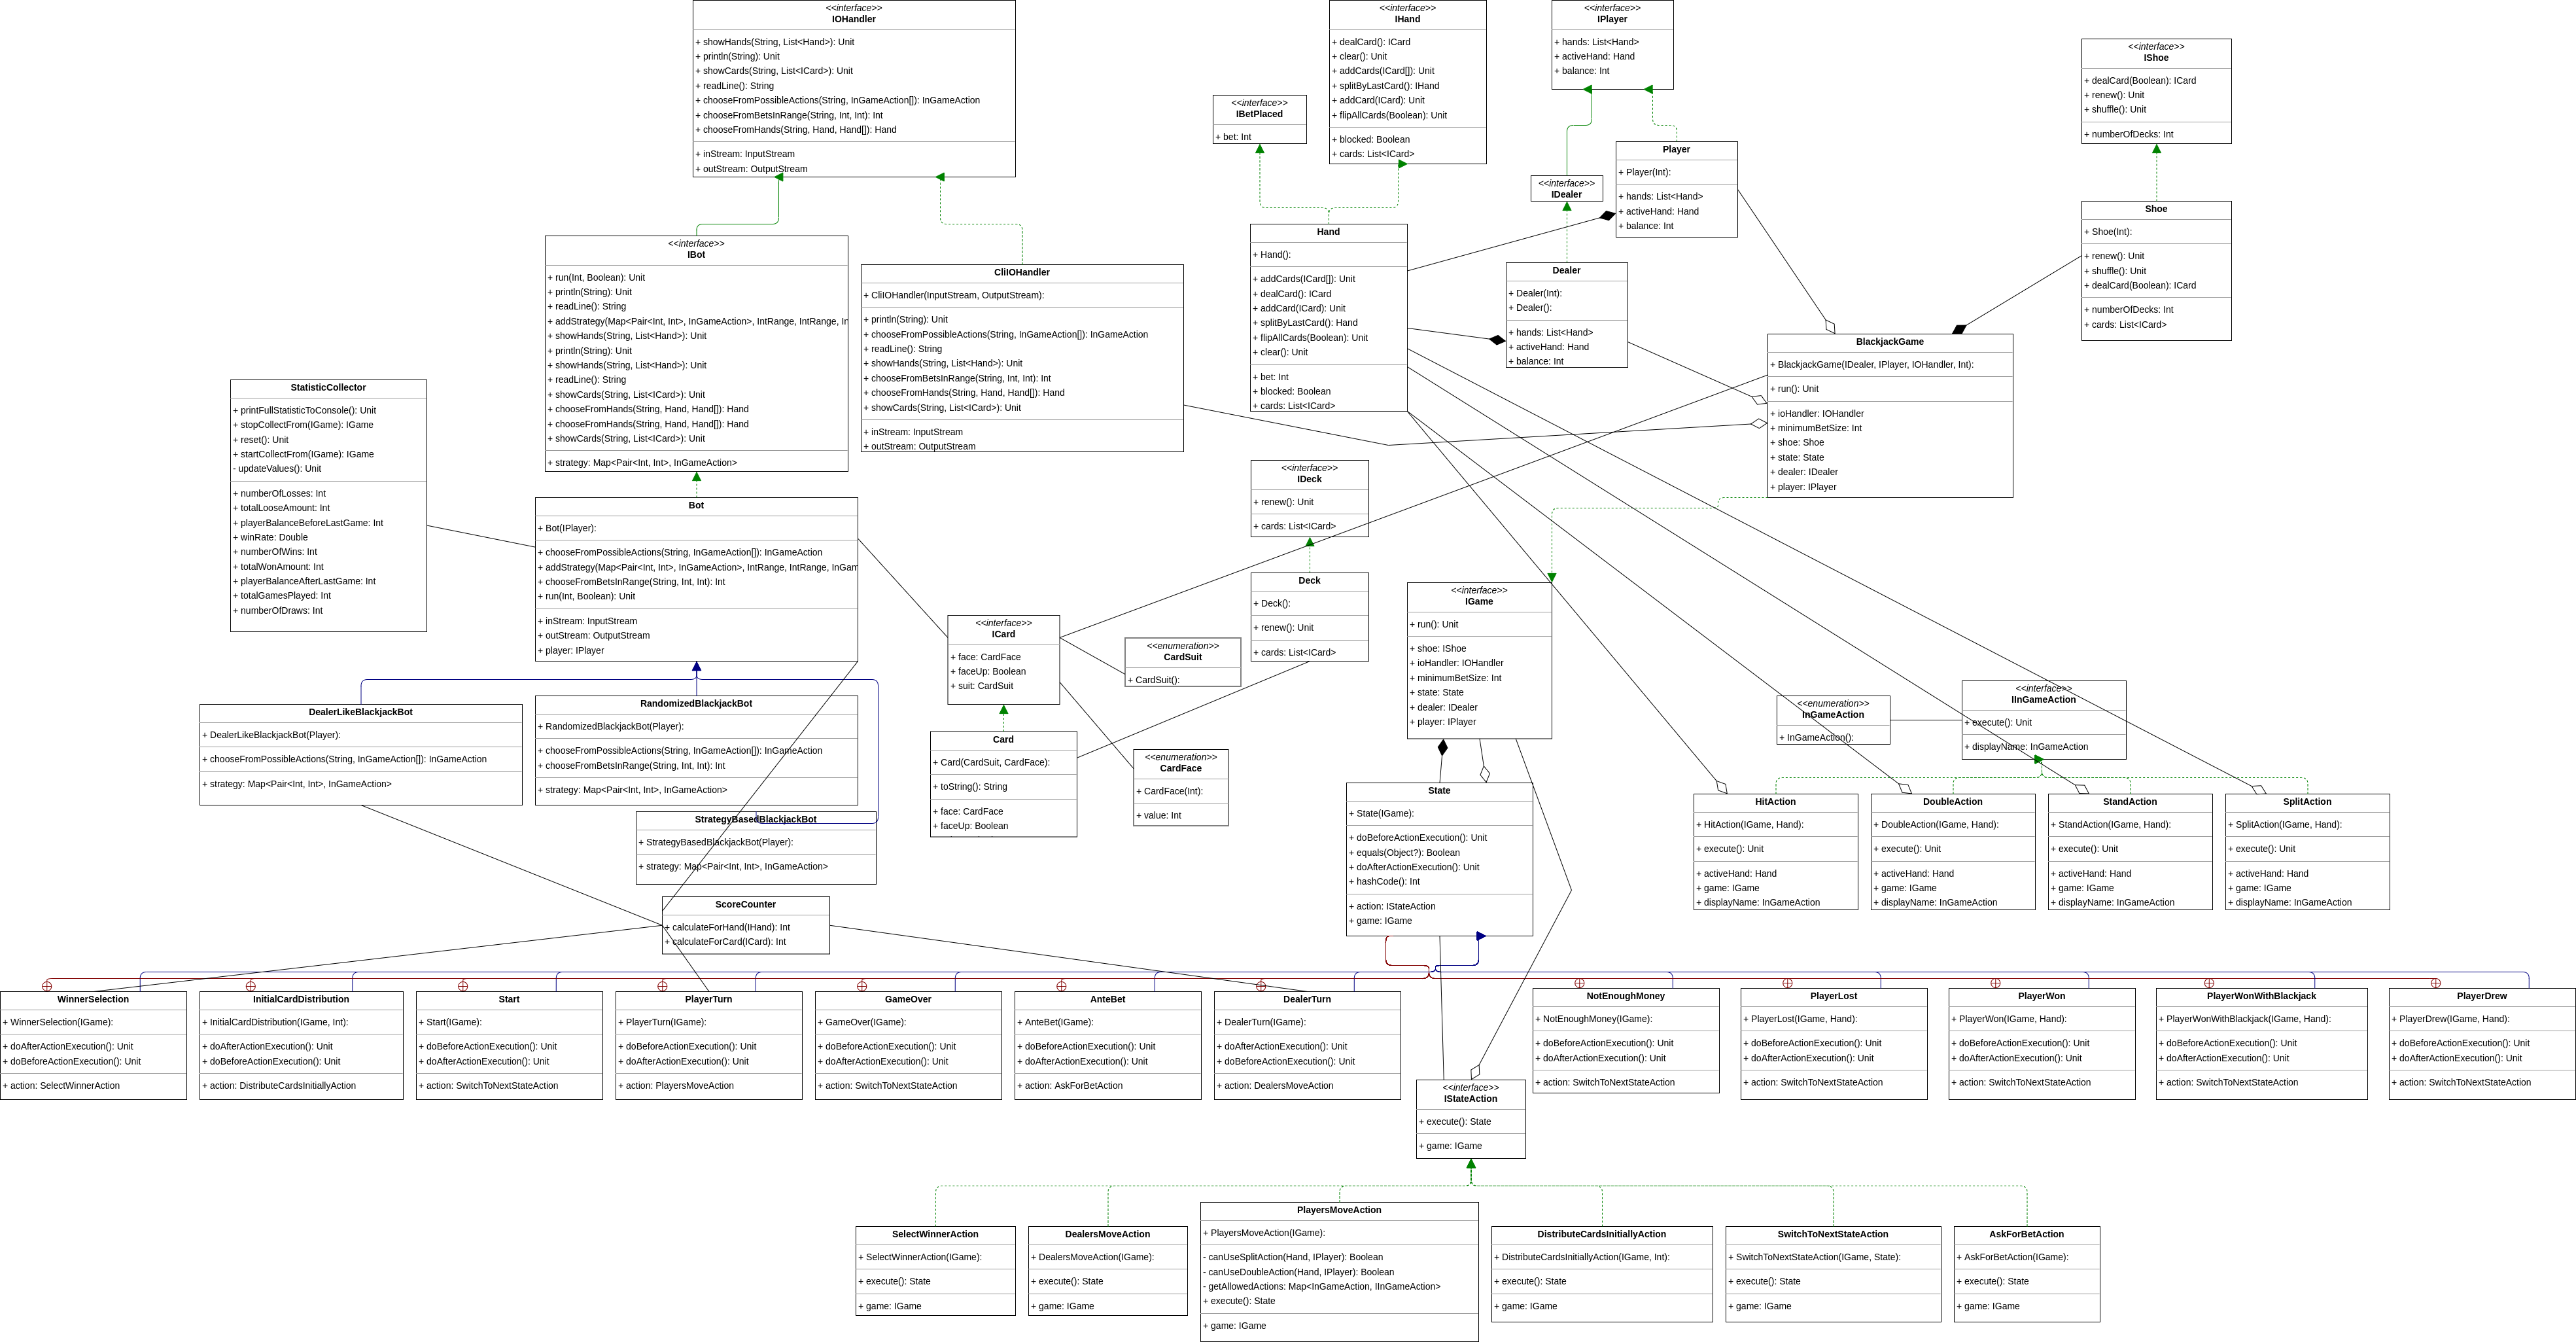 <<interface>>
IOHandler
+ showHands(String, List<Hand>): Unit
+ println(String): Unit
+ showCards(String, List<ICard>): Unit
+ readLine(): String
+ chooseFromPossibleActions(String, InGameAction[]): InGameAction
+ chooseFromBetsInRange(String, Int, Int): Int
+ chooseFromHands(String, Hand, Hand[]): Hand
+ inStream: InputStream
+ outStream: OutputStream
<<interface>>
IBetPlaced
+ bet: Int
<<interface>>
IHand
+ dealCard(): ICard
+ clear(): Unit
+ addCards(ICard[]): Unit
+ splitByLastCard(): IHand
+ addCard(ICard): Unit
+ flipAllCards(Boolean): Unit
+ blocked: Boolean
+ cards: List<ICard>
<<interface>>
IPlayer
+ hands: List<Hand>
+ activeHand: Hand
+ balance: Int
<<interface>>
IShoe
+ dealCard(Boolean): ICard
+ renew(): Unit
+ shuffle(): Unit
+ numberOfDecks: Int
<<interface>>
IDealer
Player
+ Player(Int):
+ hands: List<Hand>
+ activeHand: Hand
+ balance: Int
Shoe
+ Shoe(Int):
+ renew(): Unit
+ shuffle(): Unit
+ dealCard(Boolean): ICard
+ numberOfDecks: Int
+ cards: List<ICard>
<<interface>>
IBot
+ run(Int, Boolean): Unit
+ println(String): Unit
+ readLine(): String
+ addStrategy(Map<Pair<Int, Int>, InGameAction>, IntRange, IntRange, In
+ showHands(String, List<Hand>): Unit
+ println(String): Unit
+ showHands(String, List<Hand>): Unit
+ readLine(): String
+ showCards(String, List<ICard>): Unit
+ chooseFromHands(String, Hand, Hand[]): Hand
+ chooseFromHands(String, Hand, Hand[]): Hand
+ showCards(String, List<ICard>): Unit
+ strategy: Map<Pair<Int, Int>, InGameAction>
CliIOHandler
+ CliIOHandler(InputStream, OutputStream):
+ println(String): Unit
+ chooseFromPossibleActions(String, InGameAction[]): InGameAction
+ readLine(): String
+ showHands(String, List<Hand>): Unit
+ chooseFromBetsInRange(String, Int, Int): Int
+ chooseFromHands(String, Hand, Hand[]): Hand
+ showCards(String, List<ICard>): Unit
+ inStream: InputStream
+ outStream: OutputStream
Hand
+ Hand():
+ addCards(ICard[]): Unit
+ dealCard(): ICard
+ addCard(ICard): Unit
+ splitByLastCard(): Hand
+ flipAllCards(Boolean): Unit
+ clear(): Unit
+ bet: Int
+ blocked: Boolean
+ cards: List<ICard>
Dealer
+ Dealer(Int):
+ Dealer():
+ hands: List<Hand>
+ activeHand: Hand
+ balance: Int
BlackjackGame
+ BlackjackGame(IDealer, IPlayer, IOHandler, Int):
+ run(): Unit
+ ioHandler: IOHandler
+ minimumBetSize: Int
+ shoe: Shoe
+ state: State
+ dealer: IDealer
+ player: IPlayer
StatisticCollector
+ printFullStatisticToConsole(): Unit
+ stopCollectFrom(IGame): IGame
+ reset(): Unit
+ startCollectFrom(IGame): IGame
- updateValues(): Unit
+ numberOfLosses: Int
+ totalLooseAmount: Int
+ playerBalanceBeforeLastGame: Int
+ winRate: Double
+ numberOfWins: Int
+ totalWonAmount: Int
+ playerBalanceAfterLastGame: Int
+ totalGamesPlayed: Int
+ numberOfDraws: Int
Bot
+ Bot(IPlayer):
+ chooseFromPossibleActions(String, InGameAction[]): InGameAction
+ addStrategy(Map<Pair<Int, Int>, InGameAction>, IntRange, IntRange, InGam
+ chooseFromBetsInRange(String, Int, Int): Int
+ run(Int, Boolean): Unit
+ inStream: InputStream
+ outStream: OutputStream
+ player: IPlayer
<<interface>>
IDeck
+ renew(): Unit
+ cards: List<ICard>
Deck
+ Deck():
+ renew(): Unit
+ cards: List<ICard>
<<interface>>
ICard
+ face: CardFace
+ faceUp: Boolean
+ suit: CardSuit
<<enumeration>>
CardSuit
+ CardSuit():
<<interface>>
IGame
+ run(): Unit
+ shoe: IShoe
+ ioHandler: IOHandler
+ minimumBetSize: Int
+ state: State
+ dealer: IDealer
+ player: IPlayer
<<enumeration>>
InGameAction
+ InGameAction():
<<interface>>
IInGameAction
+ execute(): Unit
+ displayName: InGameAction
DealerLikeBlackjackBot
+ DealerLikeBlackjackBot(Player):
+ chooseFromPossibleActions(String, InGameAction[]): InGameAction
+ strategy: Map<Pair<Int, Int>, InGameAction>
RandomizedBlackjackBot
+ RandomizedBlackjackBot(Player):
+ chooseFromPossibleActions(String, InGameAction[]): InGameAction
+ chooseFromBetsInRange(String, Int, Int): Int
+ strategy: Map<Pair<Int, Int>, InGameAction>
Card
+ Card(CardSuit, CardFace):
+ toString(): String
+ face: CardFace
+ faceUp: Boolean
<<enumeration>>
CardFace
+ CardFace(Int):
+ value: Int
StrategyBasedBlackjackBot
+ StrategyBasedBlackjackBot(Player):
+ strategy: Map<Pair<Int, Int>, InGameAction>
State
+ State(IGame):
+ doBeforeActionExecution(): Unit
+ equals(Object?): Boolean
+ doAfterActionExecution(): Unit
+ hashCode(): Int
+ action: IStateAction
+ game: IGame
HitAction
+ HitAction(IGame, Hand):
+ execute(): Unit
+ activeHand: Hand
+ game: IGame
+ displayName: InGameAction
DoubleAction
+ DoubleAction(IGame, Hand):
+ execute(): Unit
+ activeHand: Hand
+ game: IGame
+ displayName: InGameAction
StandAction
+ StandAction(IGame, Hand):
+ execute(): Unit
+ activeHand: Hand
+ game: IGame
+ displayName: InGameAction
SplitAction
+ SplitAction(IGame, Hand):
+ execute(): Unit
+ activeHand: Hand
+ game: IGame
+ displayName: InGameAction
ScoreCounter
+ calculateForHand(IHand): Int
+ calculateForCard(ICard): Int
WinnerSelection
+ WinnerSelection(IGame):
+ doAfterActionExecution(): Unit
+ doBeforeActionExecution(): Unit
+ action: SelectWinnerAction
InitialCardDistribution
+ InitialCardDistribution(IGame, Int):
+ doAfterActionExecution(): Unit
+ doBeforeActionExecution(): Unit
+ action: DistributeCardsInitiallyAction
Start
+ Start(IGame):
+ doBeforeActionExecution(): Unit
+ doAfterActionExecution(): Unit
+ action: SwitchToNextStateAction
PlayerTurn
+ PlayerTurn(IGame):
+ doBeforeActionExecution(): Unit
+ doAfterActionExecution(): Unit
+ action: PlayersMoveAction
GameOver
+ GameOver(IGame):
+ doBeforeActionExecution(): Unit
+ doAfterActionExecution(): Unit
+ action: SwitchToNextStateAction
AnteBet
+ AnteBet(IGame):
+ doBeforeActionExecution(): Unit
+ doAfterActionExecution(): Unit
+ action: AskForBetAction
DealerTurn
+ DealerTurn(IGame):
+ doAfterActionExecution(): Unit
+ doBeforeActionExecution(): Unit
+ action: DealersMoveAction
NotEnoughMoney
+ NotEnoughMoney(IGame):
+ doBeforeActionExecution(): Unit
+ doAfterActionExecution(): Unit
+ action: SwitchToNextStateAction
PlayerLost
+ PlayerLost(IGame, Hand):
+ doBeforeActionExecution(): Unit
+ doAfterActionExecution(): Unit
+ action: SwitchToNextStateAction
PlayerWon
+ PlayerWon(IGame, Hand):
+ doBeforeActionExecution(): Unit
+ doAfterActionExecution(): Unit
+ action: SwitchToNextStateAction
PlayerWonWithBlackjack
+ PlayerWonWithBlackjack(IGame, Hand):
+ doBeforeActionExecution(): Unit
+ doAfterActionExecution(): Unit
+ action: SwitchToNextStateAction
PlayerDrew
+ PlayerDrew(IGame, Hand):
+ doBeforeActionExecution(): Unit
+ doAfterActionExecution(): Unit
+ action: SwitchToNextStateAction
<<interface>>
IStateAction
+ execute(): State
+ game: IGame
SelectWinnerAction
+ SelectWinnerAction(IGame):
+ execute(): State
+ game: IGame
DealersMoveAction
+ DealersMoveAction(IGame):
+ execute(): State
+ game: IGame
PlayersMoveAction
+ PlayersMoveAction(IGame):
- canUseSplitAction(Hand, IPlayer): Boolean
- canUseDoubleAction(Hand, IPlayer): Boolean
- getAllowedActions: Map<InGameAction, IInGameAction>
+ execute(): State
+ game: IGame
DistributeCardsInitiallyAction
+ DistributeCardsInitiallyAction(IGame, Int):
+ execute(): State
+ game: IGame
SwitchToNextStateAction
+ SwitchToNextStateAction(IGame, State):
+ execute(): State
+ game: IGame
AskForBetAction
+ AskForBetAction(IGame):
+ execute(): State
+ game: IGame